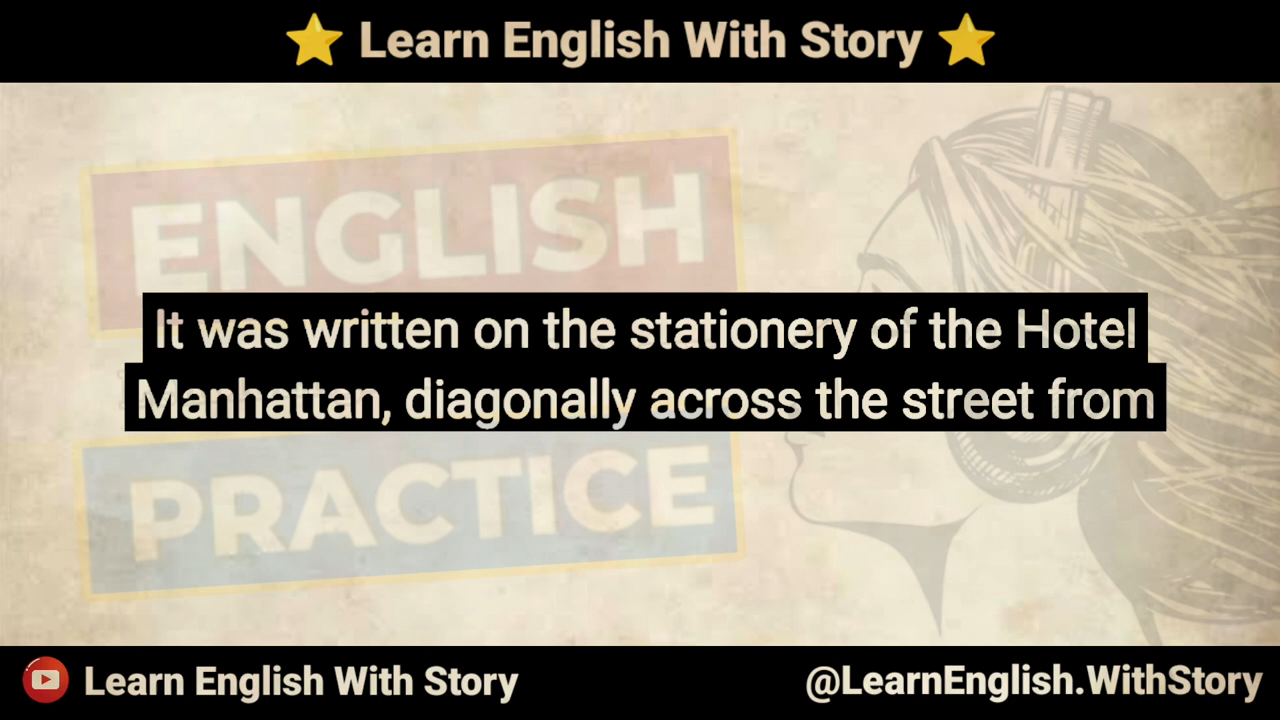 ⭐ Learn English With Story ⭐
ENGLISH
It was written on the stationery of the Hotel
Manhattan, diagonally across the street from
PRACTICE
Learn English With Story
@LearnEnglish.WithStory